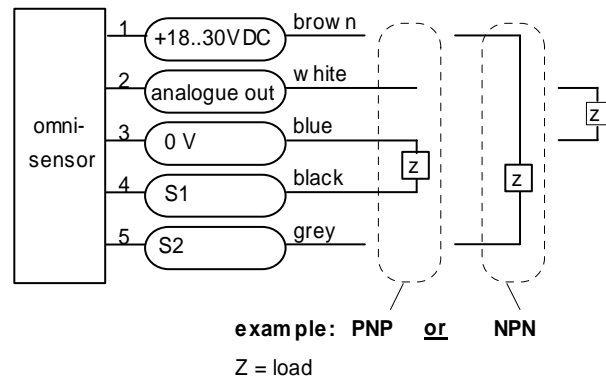 omni-
sensor
1 +18..30VDC brown
2 analogue out white
3 0 V blue
4 S1 black
5 S2 grey
z
z
z
example: PNP or NPN
Z = load